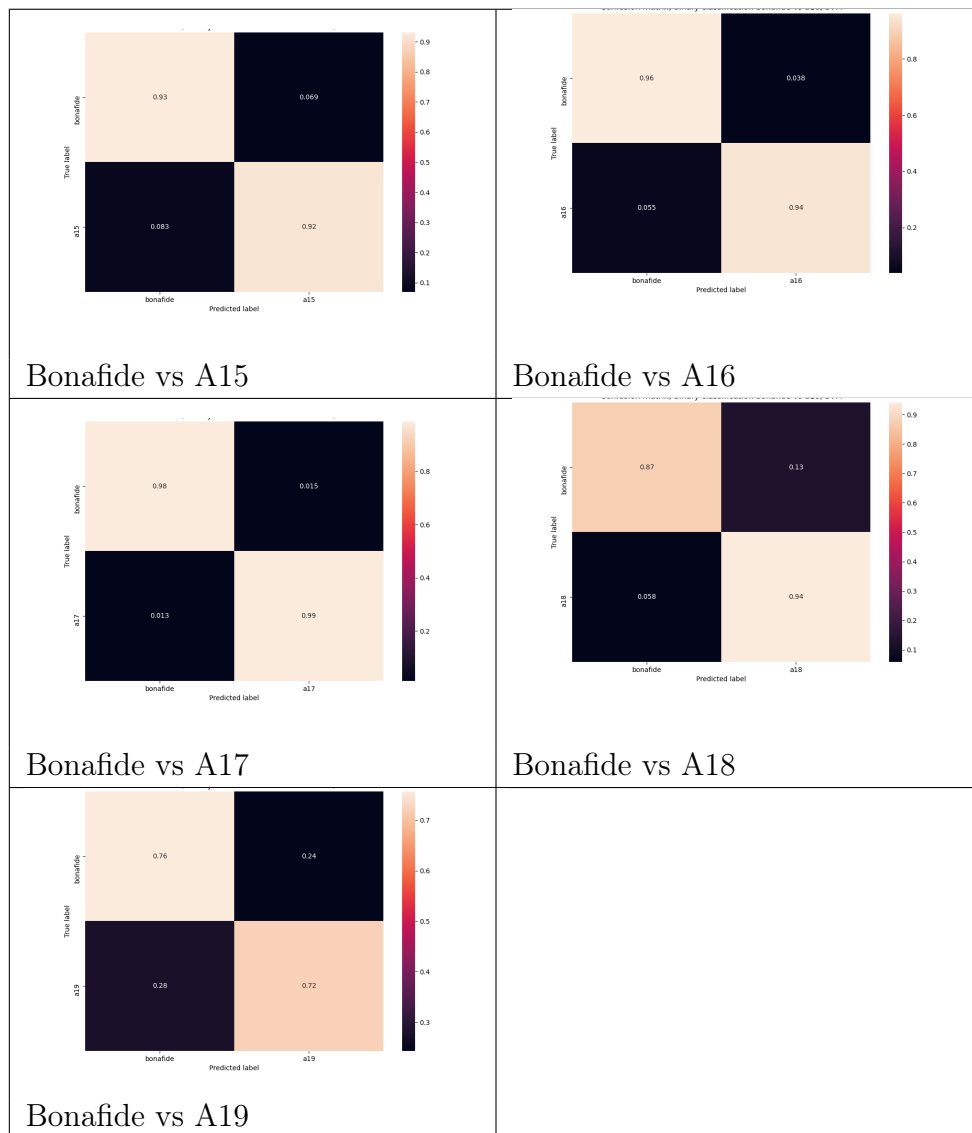 0.9
0.8
0.7
0.6
0.5
0.4
0.3
0.2
0.1
bonafide
a15
True label
0.93
0.069
0.083
0.92
bonafide
a15
Predicted label
Bonafide vs A15
0.8
0.6
0.4
0.2
bonafide
a16
True label
0.96
0.038
0.055
0.94
bonafide
a16
Predicted label
Bonafide vs A16
0.8
0.6
0.4
0.2
bonafide
a17
True label
0.98
0.015
0.013
0.99
bonafide
a17
Predicted label
Bonafide vs A17
0.9
0.8
0.7
0.6
0.5
0.4
0.3
0.2
0.1
bonafide
a18
True label
0.87
0.13
0.058
0.94
bonafide
a18
Predicted label
Bonafide vs A18
0.7
0.6
0.5
0.4
0.3
bonafide
a19
True label
0.76
0.24
0.28
0.72
bonafide
a19
Predicted label
Bonafide vs A19